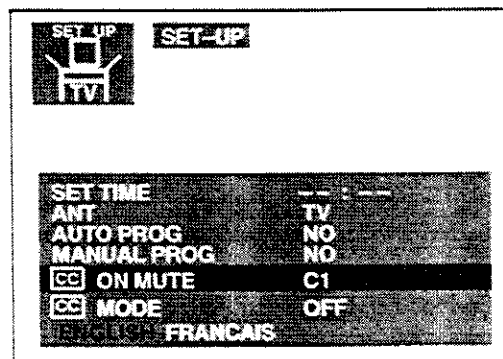 SET UP
TV
SET-UP
SET TIME -- : --
ANT TV
AUTO PROG NO
MANUAL PROG NO
CC ON MUTE C1
CC MODE OFF
ENGLISH FRANCAIS